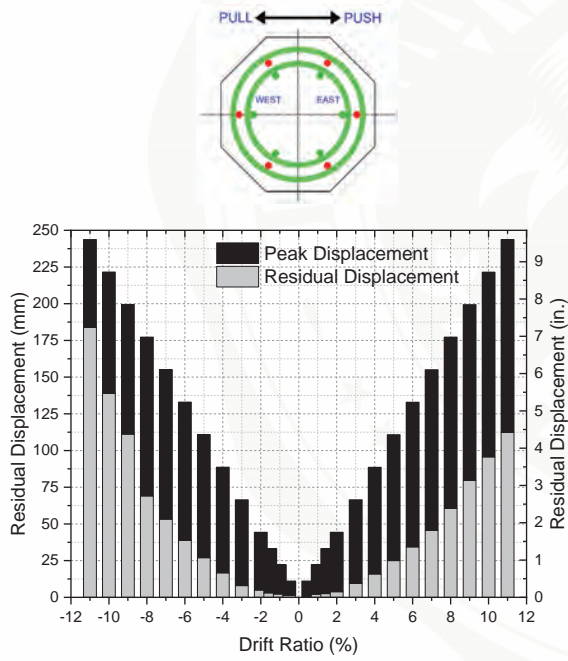 PULL PUSH
WEST EAST
250
225
200
175
150
125
100
75
50
25
0
Residual Displacement (mm)
Peak Displacement
Residual Displacement
9
8
7
6
5
4
3
2
1
0
Residual Displacement (in.)
-12 -10 -8 -6 -4 -2 0 2 4 6 8 10 12
Drift Ratio (%)